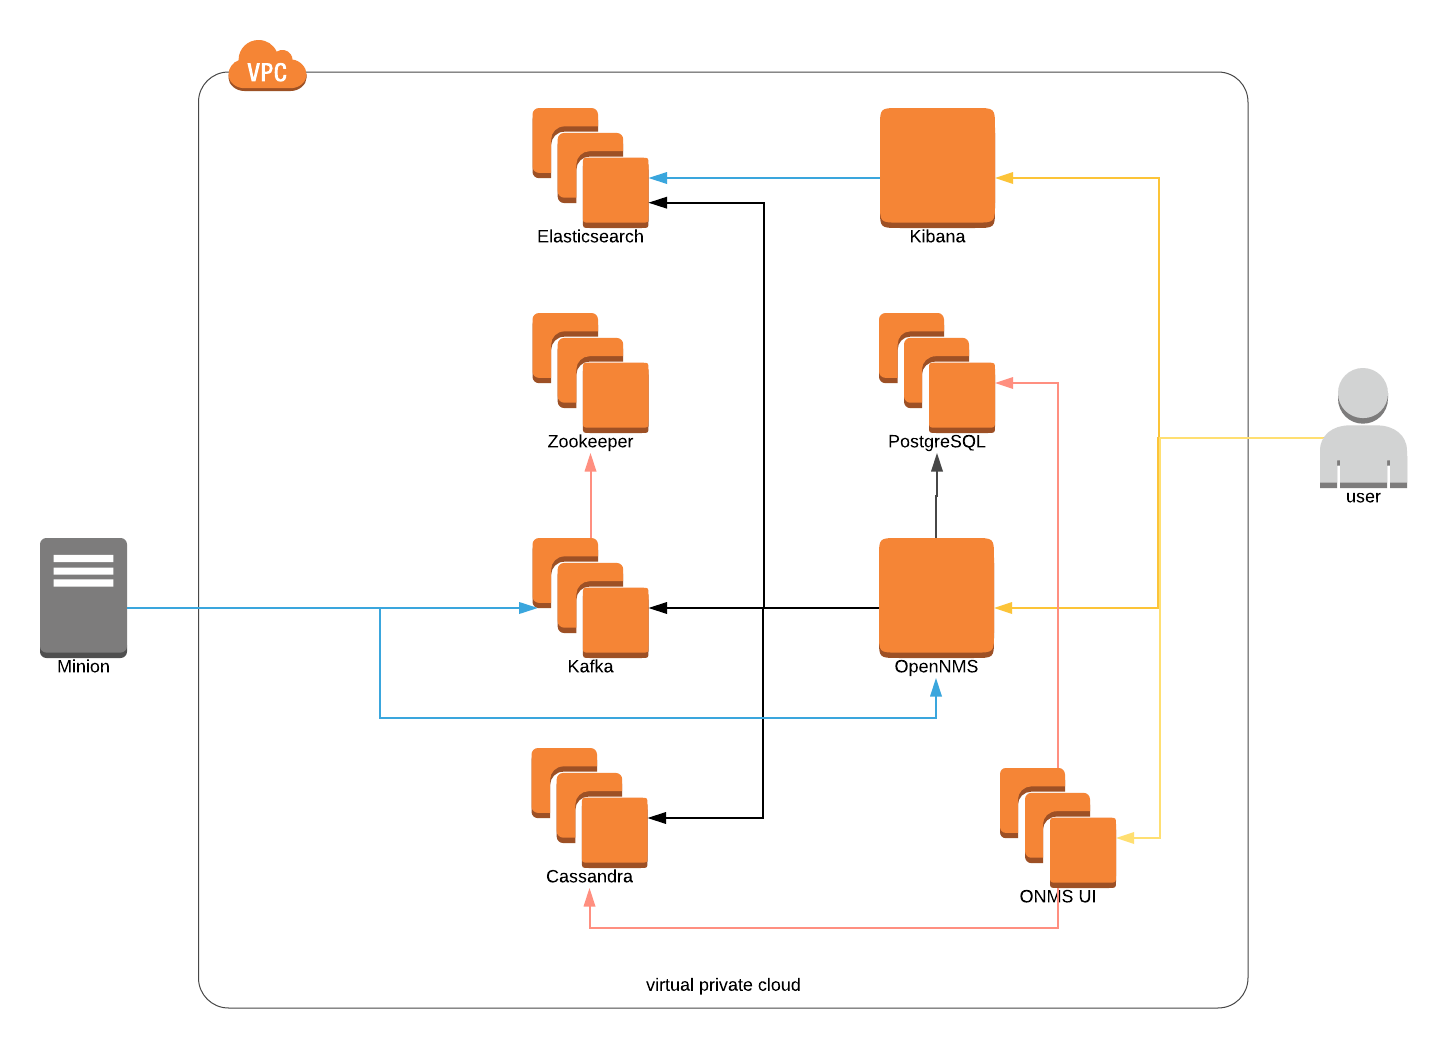 VPC
Elasticsearch
Kibana
Zookeeper
PostgreSQL
user
Minion
Kafka
OpenNMS
Cassandra
ONMS UI
virtual private cloud